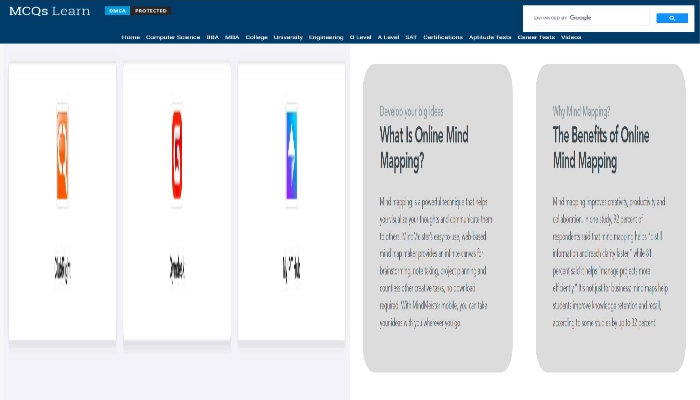 MCQs Learn
DMCA PROTECTED
ENHANCED BY Google
Home Computer Science BBA MBA College University Engineering O Level A Level SAT Certifications Aptitude Tests Career Tests Videos
Develop your big ideas
What Is Online Mind
Mapping?
Mind mapping is a powerful technique that helps
you visualize your thoughts and communicate them
to others. MindMeister's easy-to-use, web-based
mind map maker provides an infinite canvas for
brainstorming, note taking, project planning and
countless other creative tasks, no download
required. With MindMeister mobile, you can take
your ideas with you wherever you go.
Why Mind Mapping?
The Benefits of Online
Mind Mapping
Mind mapping improves creativity, productivity and
collaboration. In one study, 92 percent of
respondents said that mind mapping helps "to still
information and reach clarity faster," while 81
percent said it helps "manage projects more
efficiently." It's not just for business: mind maps help
students improve knowledge retention and recall,
according to some studies by up to 32 percent.